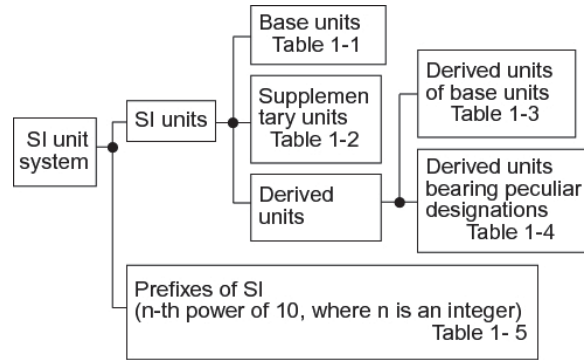 SI unit
system
SI units
Base units
Table 1-1
Supplemen
tary units
Table 1-2
Derived
units
Derived units
of base units
Table 1-3
Derived units
bearing peculiar
designations
Table 1-4
Prefixes of SI
(n-th power of 10, where n is an integer)
Table 1- 5